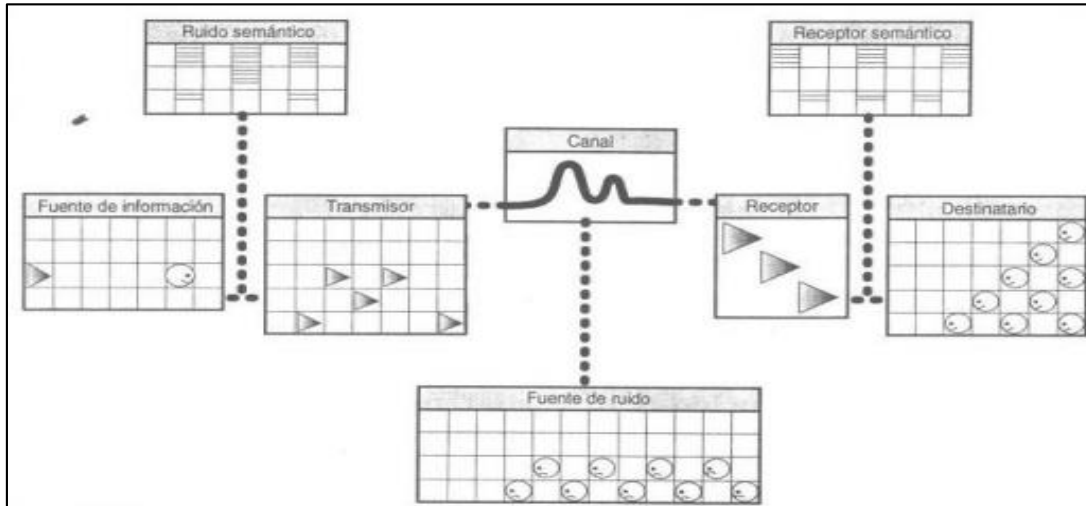 Ruido semántico
Receptor semántico
Canal
Fuente de información
Transmisor
Receptor
Destinatario
Fuente de ruido